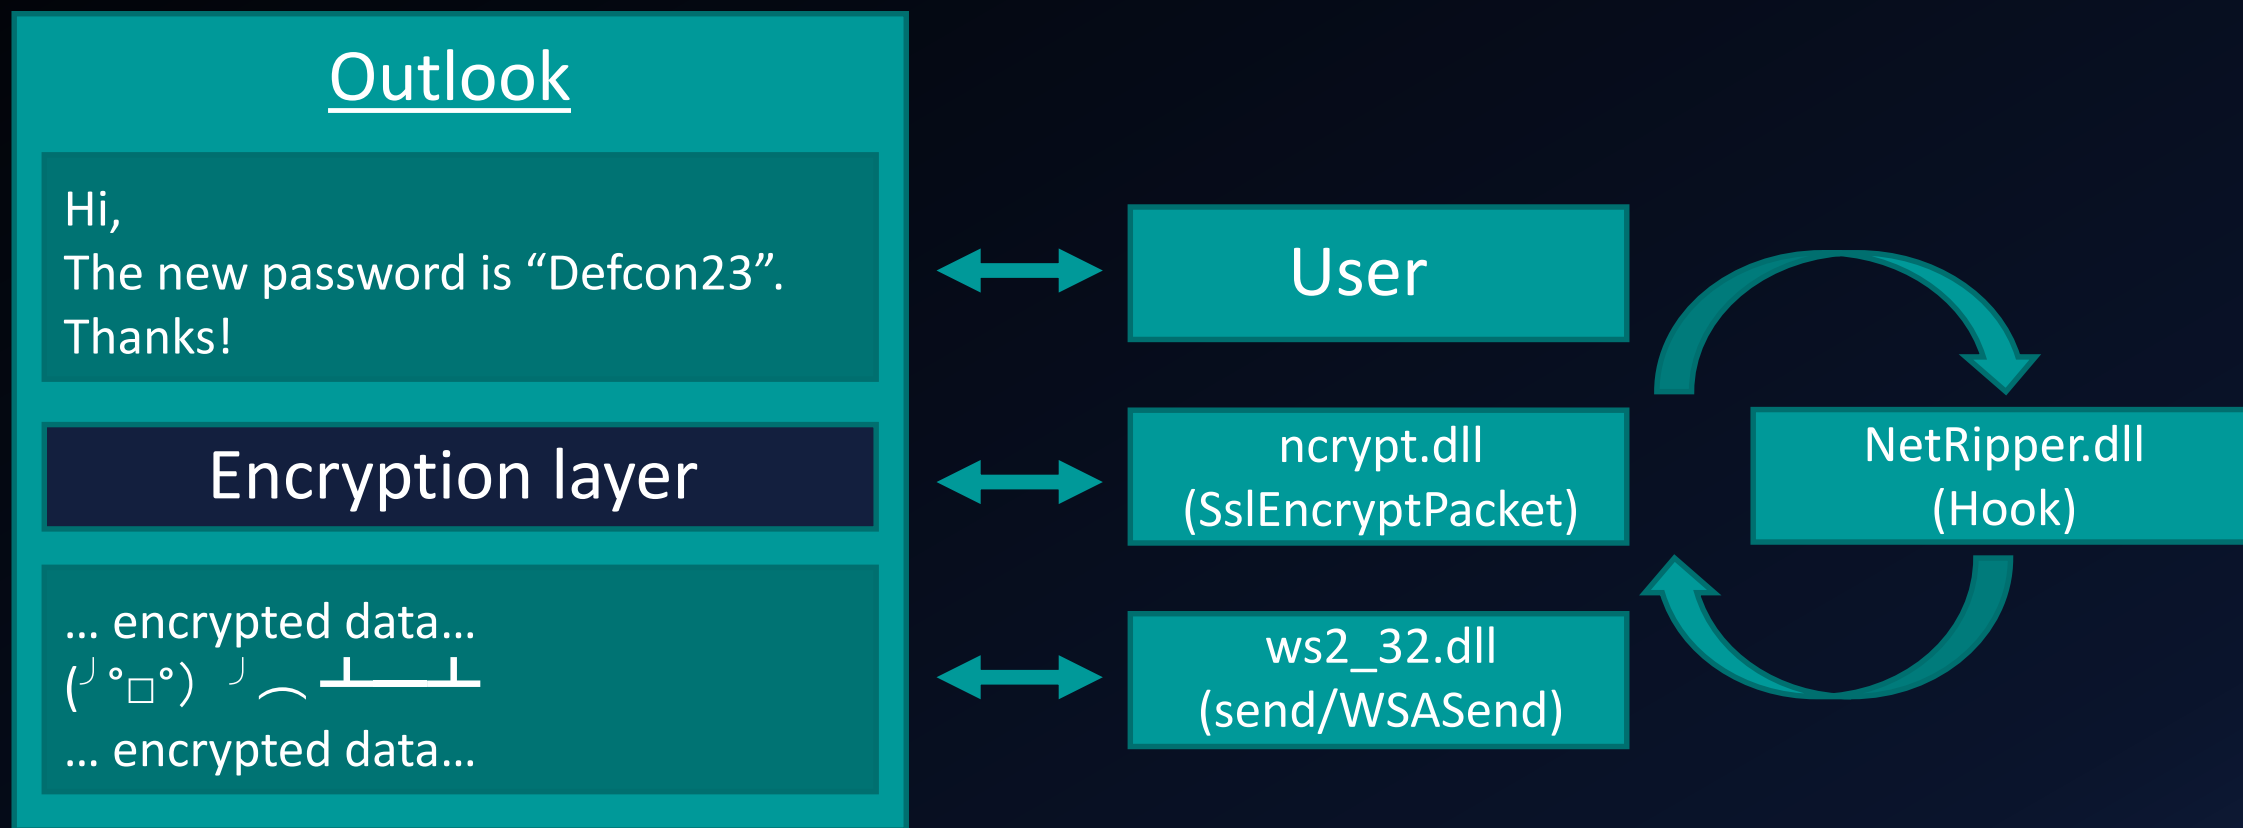 Outlook
Hi,
The new password is “Defcon23”.
Thanks!
Encryption layer
... encrypted data...
(╯°□°）╯︵ ┻━┻
... encrypted data...
User
ncrypt.dll
(SslEncryptPacket)
ws2_32.dll
(send/WSASend)
NetRipper.dll
(Hook)